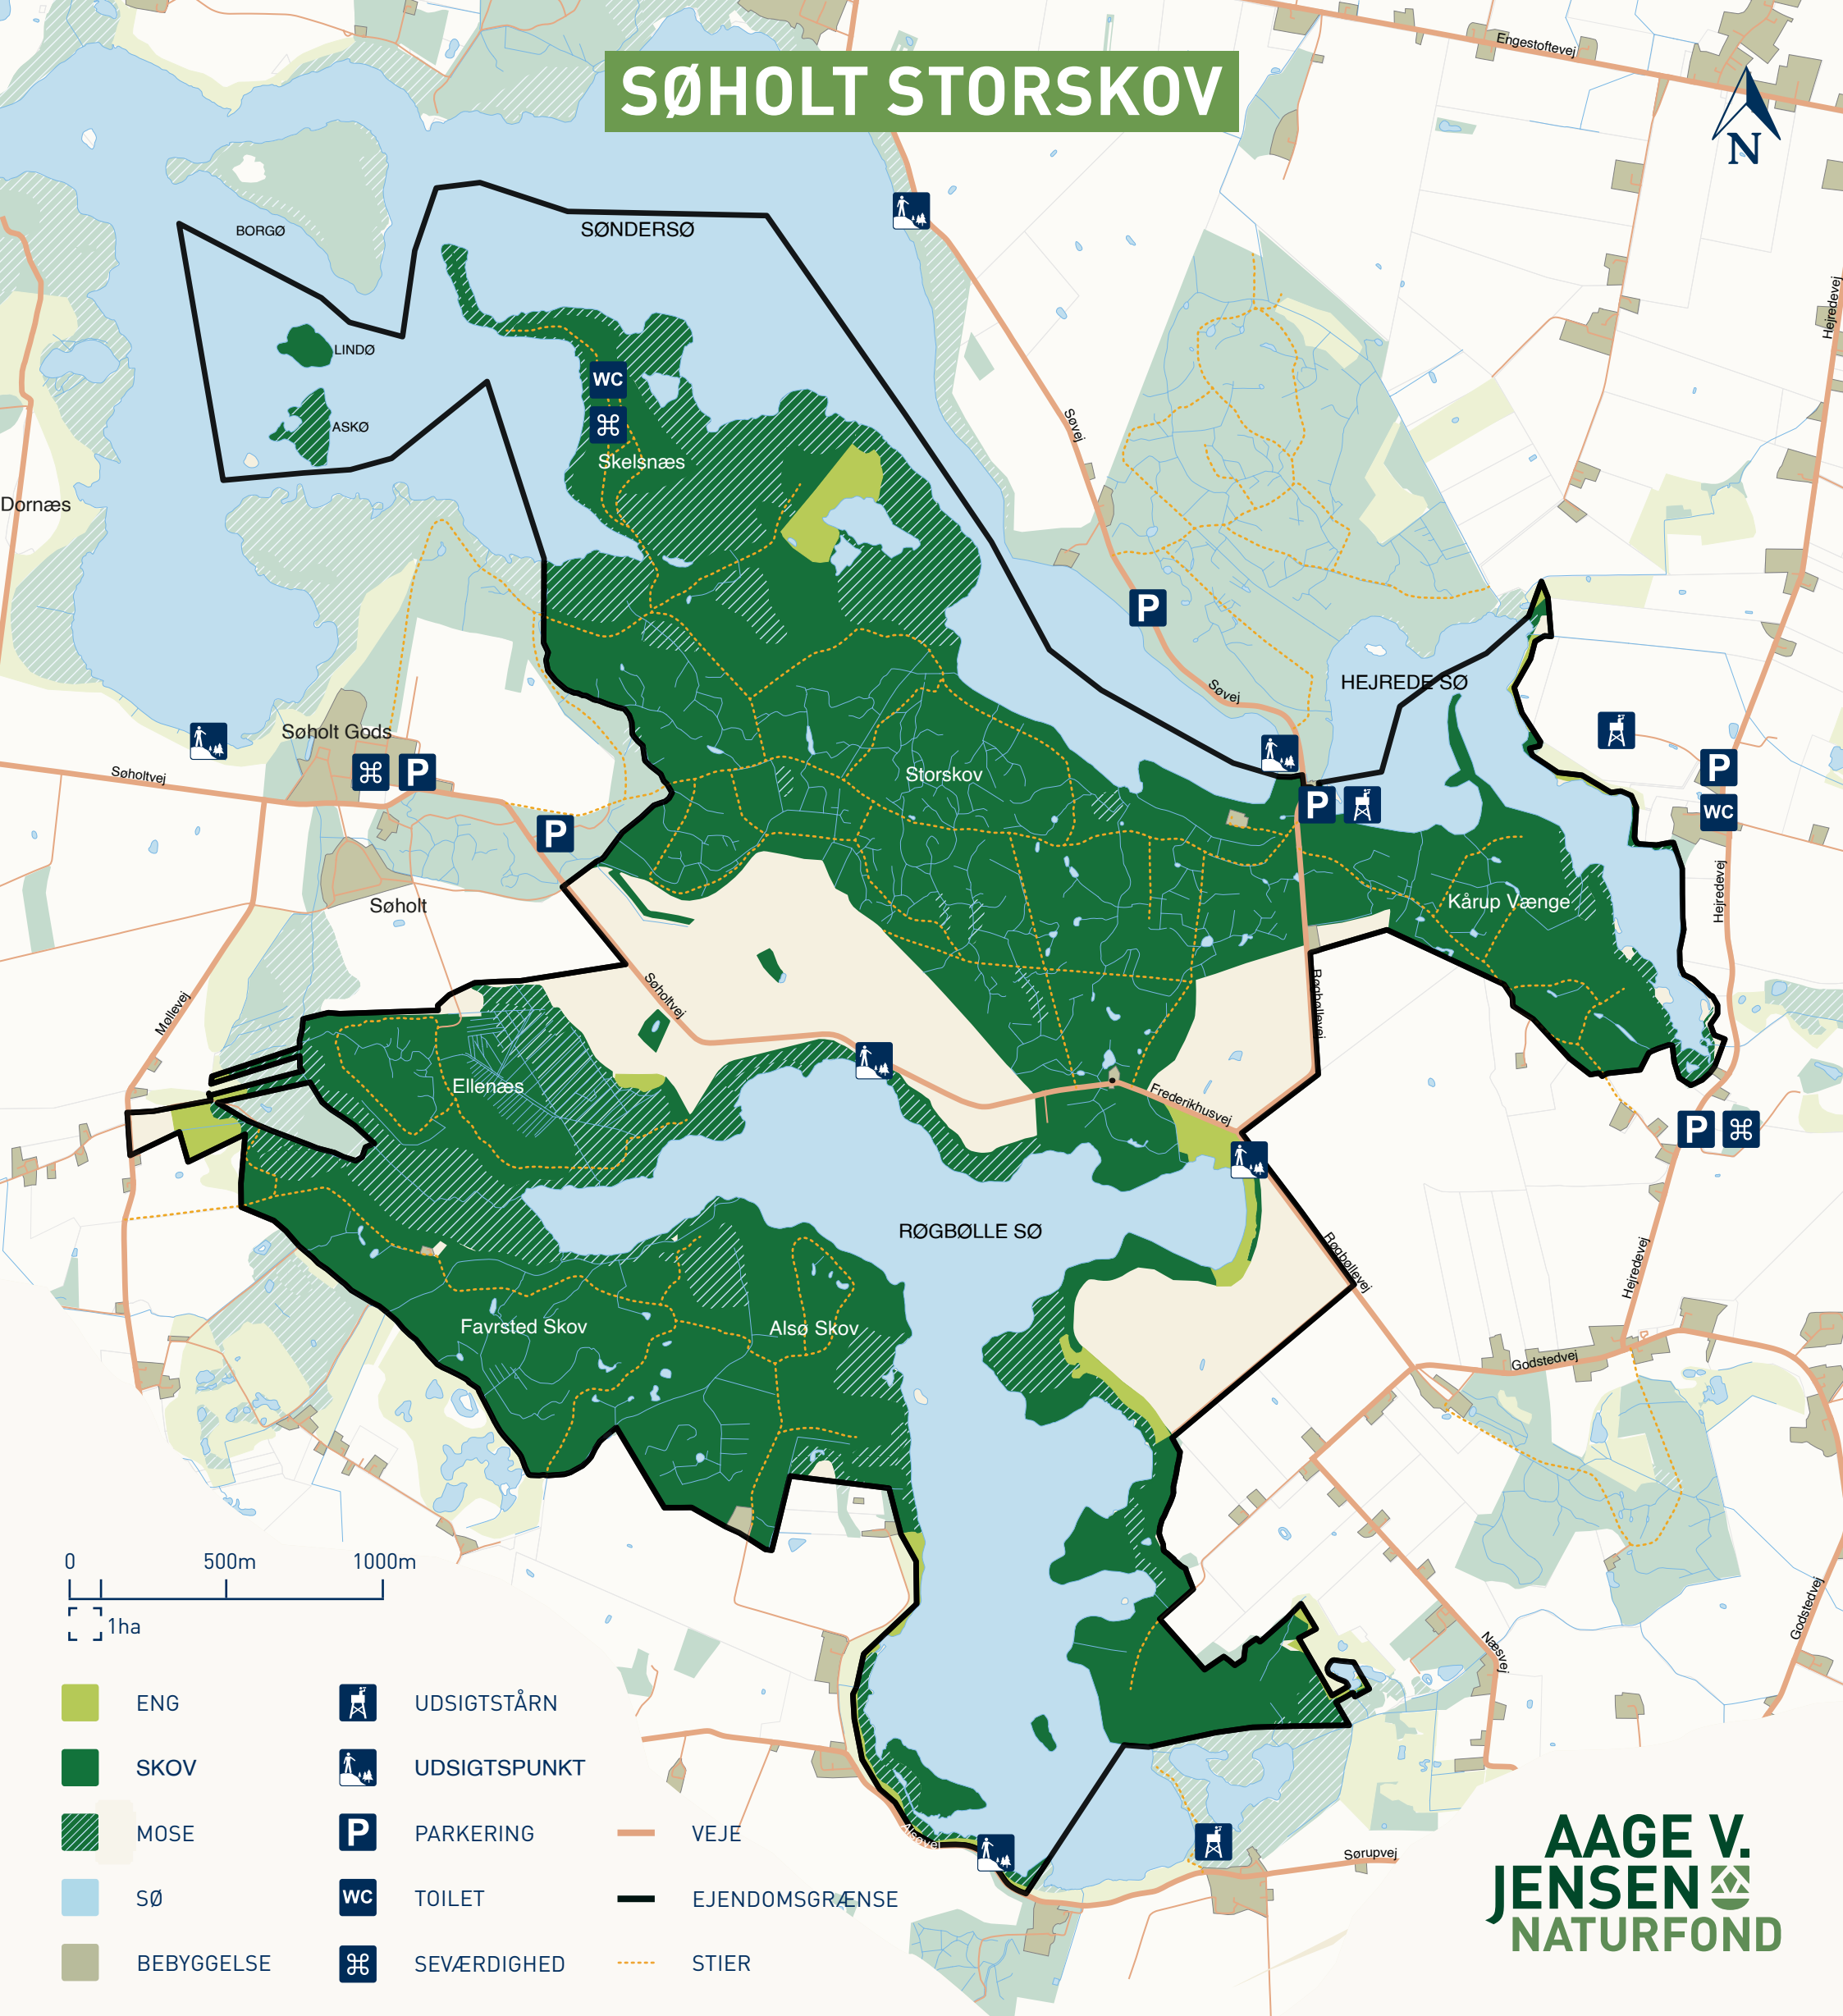 SØHOLT STORSKOV
Engestoftevej
N
BORGØ
SØNDERSØ
Hejredevej
LINDØ
WC
ASKØ
Søvej
Skelsnæs
Dornæs
P
Søvej
HEJREDE SØ
Søholt Gods
P
Søholtvej
Storskov
P
WC
P
P
Kårup Vænge
Hejredevej
Søholt
Søholtvej
Røgbøllevej
Møllevej
Ellenæs
Frederikhusvej
P
RØGBØLLE SØ
Røgbøllevej
Hejredevej
Favrsted Skov
Alsø Skov
Godstedvej
0 500m 1000m
1ha
Godstedvej
Næsvej
ENG
UDSIGTSTÅRN
SKOV
UDSIGTSPUNKT
MOSE
P PARKERING
VEJE
Alsøvej
Sørupvej
SØ
WC TOILET
EJENDOMSGRÆNSE
BEBYGGELSE
SEVÆRDIGHED
STIER
AAGE V.
JENSEN
NATURFOND